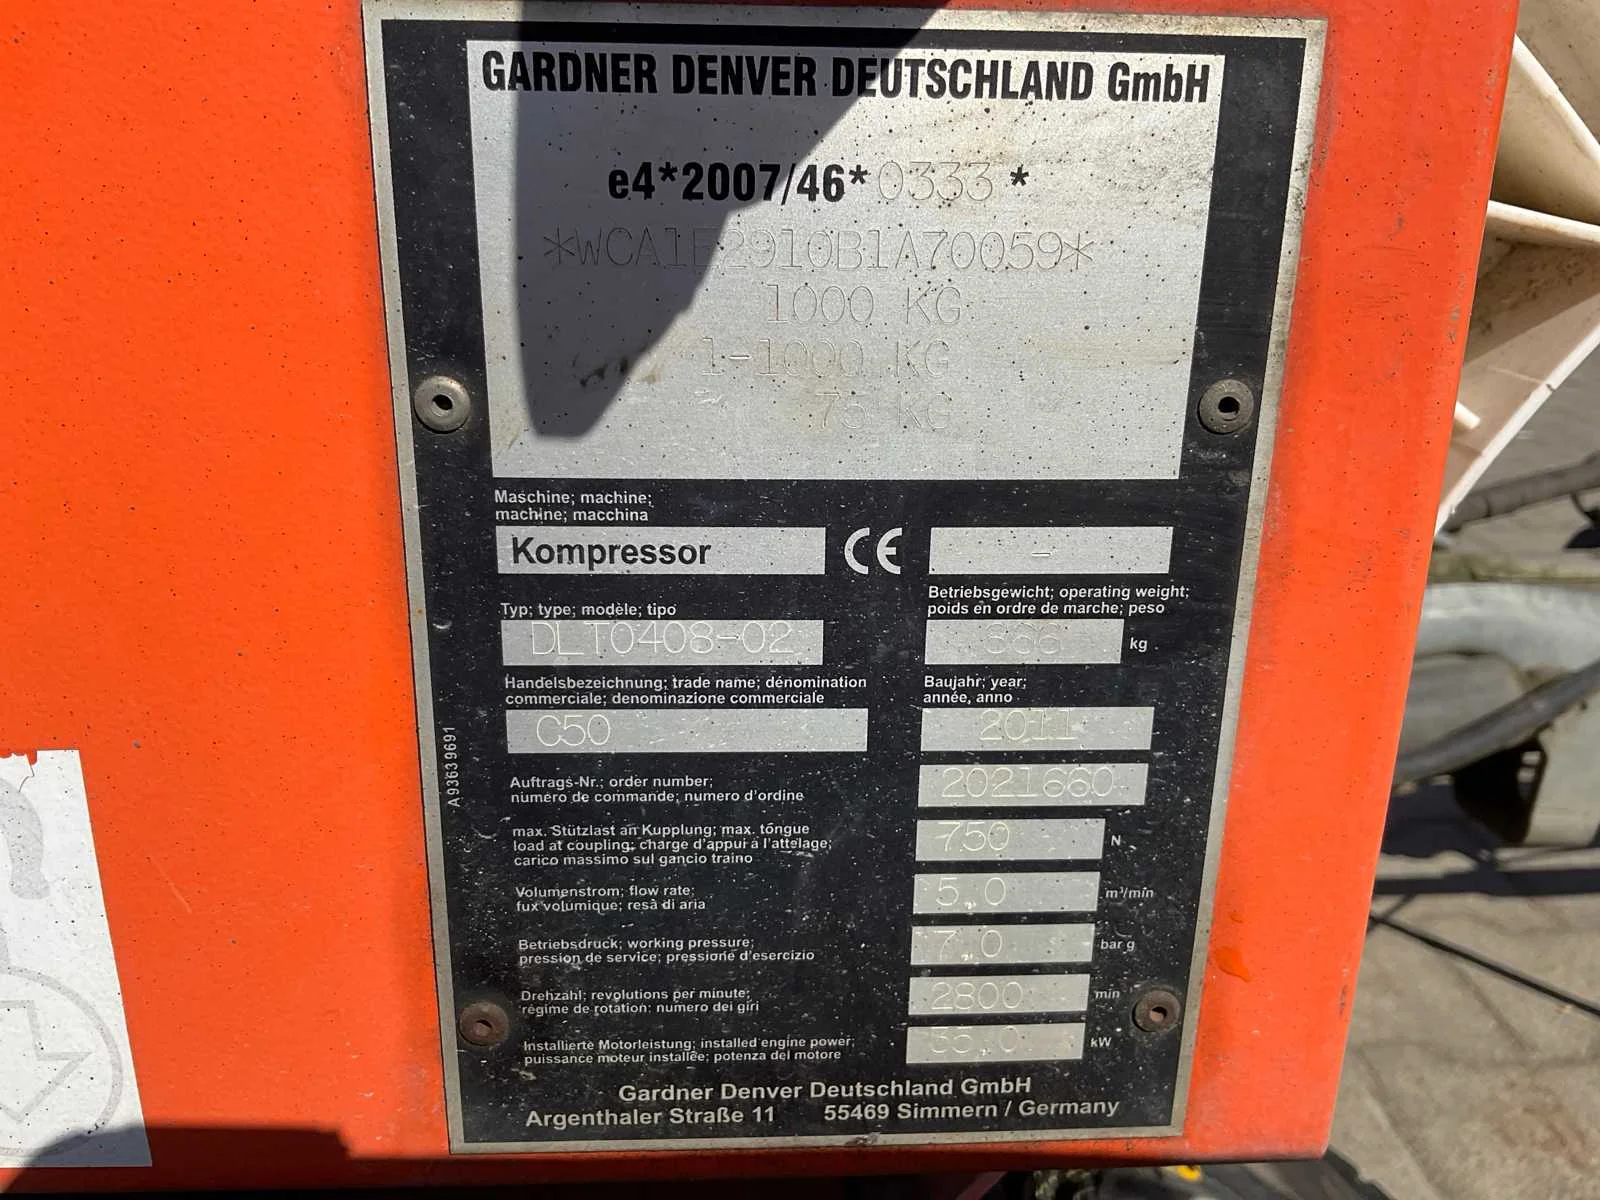 GARDNER DENVER DEUTSCHLAND GmbH
e4*2007/46*0333*
*WCA1E2910B1A70059*
1000 KG
1-1000 KG
75 KG
Maschine; machine;
machine; macchina
Kompressor CE -
Betriebsgewicht; operating weight;
poids en ordre de marche; peso
kg
Typ; type; modèle; tipo
DLT0408-02
Handelsbezeichnung; trade name; dénomination
commerciale; denominazione commerciale
C50
Baujahr; year;
année, anno
2011
Auftrags-Nr.; order number;
numero de commande; numero d'ordine
2021660
max. Stützlast an Kupplung; max. tongue
load at coupling; charge d'appui à l'attelage;
carico massimo sul gancio traino
750 N
Volumenstrom; flow rate;
fux volumique; resà di aria
5,0 m³/min
Betriebsdruck; working pressure;
pression de service; pressione d'esercizio
7,0 bar g
Drehzahl; revolutions per minute;
régime de rotation; numero dei giri
2800 min
Installierte Motorleistung; installed engine power;
puissance moteur installée; potenza del motore
kW
Gardner Denver Deutschland GmbH
Argenthaler Straße 11 55469 Simmern / Germany
A93639691